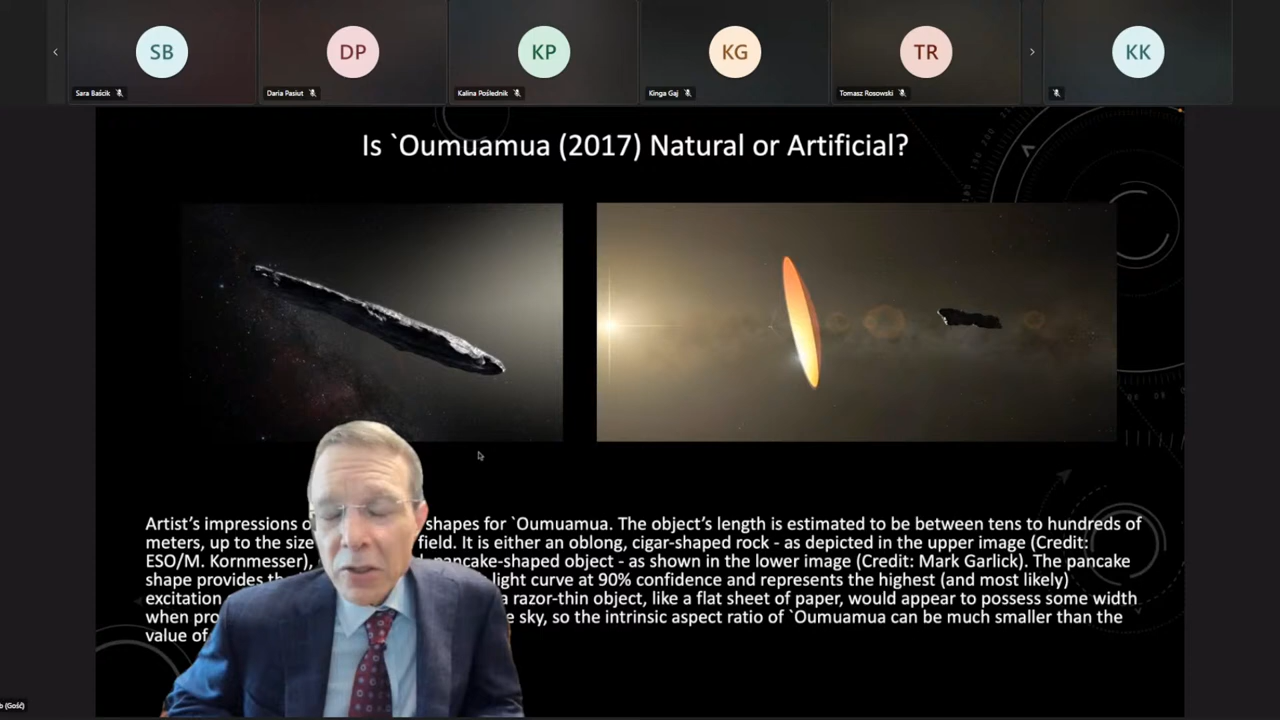 SB
DP
KP
KG
TR
KK
Sara Baścik
Daria Pasiut
Kalina Poślednik
Kinga Gaj
Tomasz Rosowski
Is `Oumuamua (2017) Natural or Artificial?
Artist’s impressions shapes for `Oumuamua. The object’s length is estimated to be between tens to hundreds of
meters, up to the size field. It is either an oblong, cigar-shaped rock - as depicted in the upper image (Credit:
ESO/M. Kornmesser), pancake-shaped object - as shown in the lower image (Credit: Mark Garlick). The pancake
shape provides light curve at 90% confidence and represents the highest (and most likely)
excitation a razor-thin object, like a flat sheet of paper, would appear to possess some width
when sky, so the intrinsic aspect ratio of `Oumuamua can be much smaller than the
value of
(Gość)